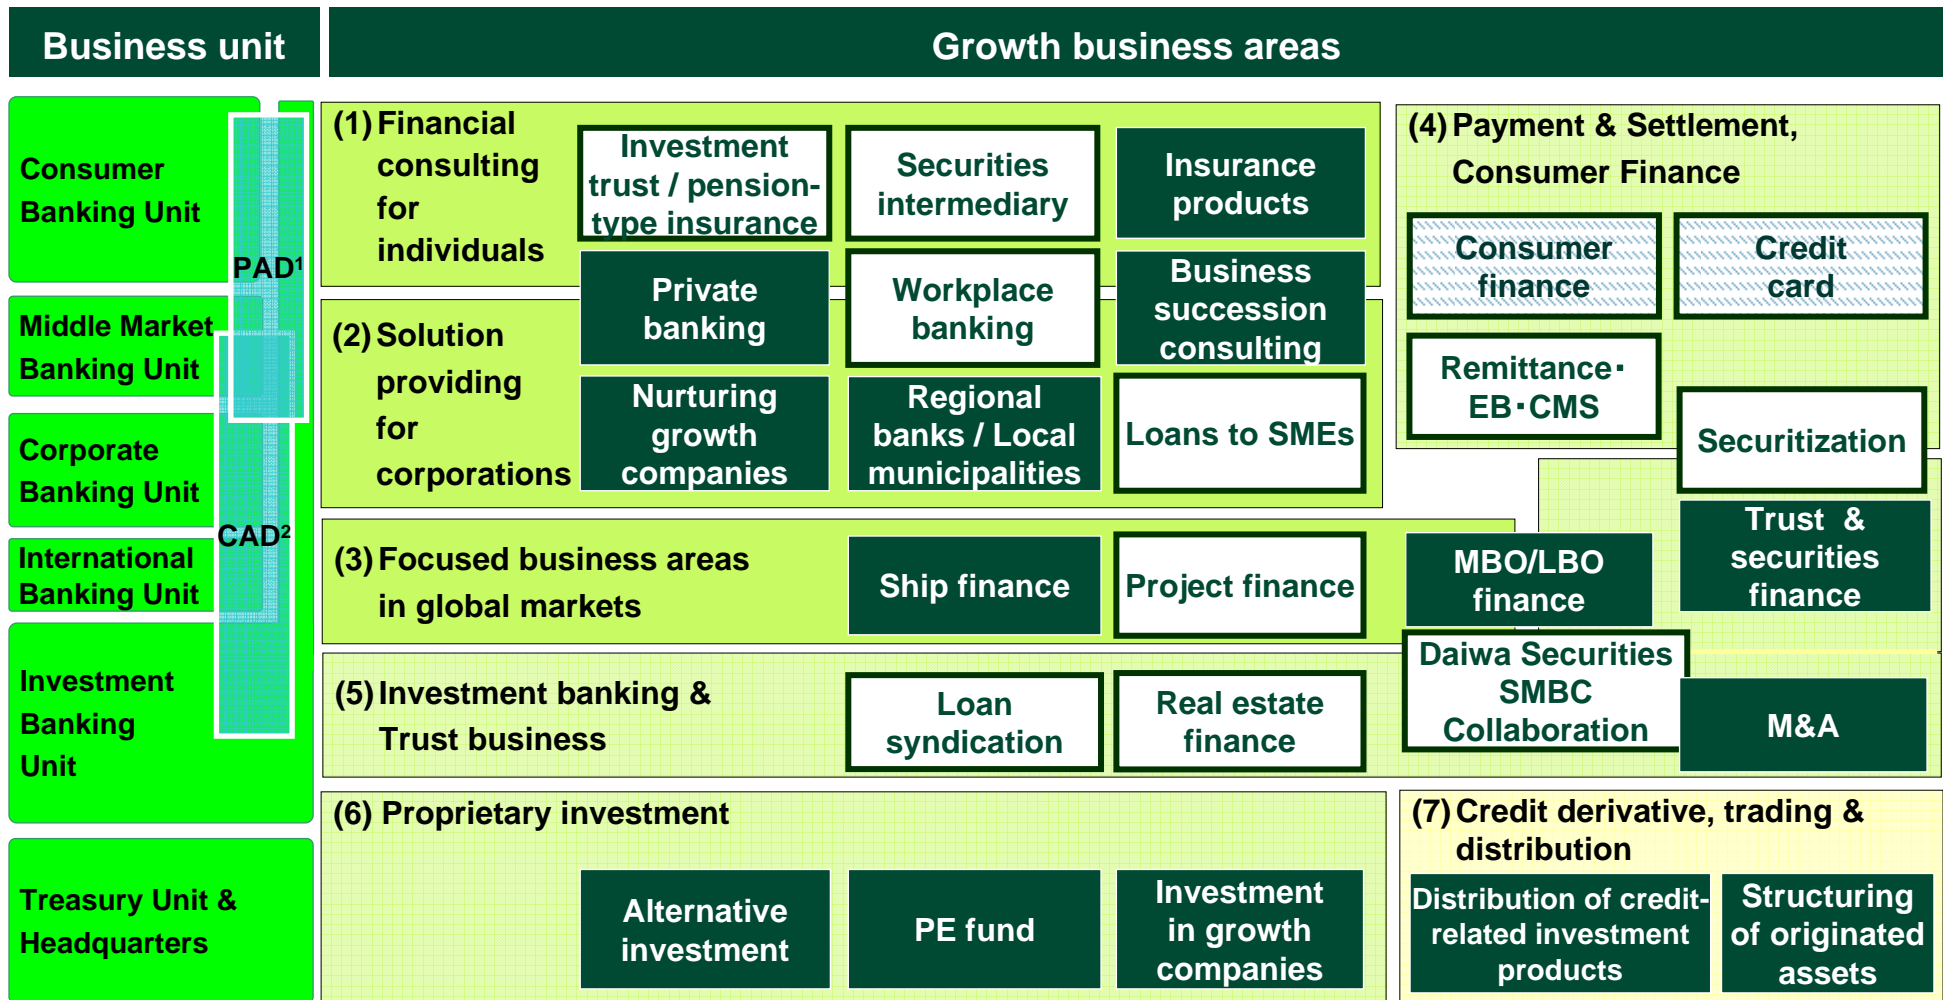 Business unit
Growth business areas
Consumer
Banking Unit
PAD¹
Middle Market
Banking Unit
Corporate
Banking Unit
CAD²
International
Banking Unit
Investment
Banking
Unit
Treasury Unit &
Headquarters
(1) Financial
consulting
for
individuals
Investment
trust / pension-
type insurance
Securities
intermediary
Insurance
products
Private
banking
Workplace
banking
Business
succession
consulting
(2) Solution
providing
for
corporations
Nurturing
growth
companies
Regional
banks / Local
municipalities
Loans to SMEs
(3) Focused business areas
in global markets
Ship finance
Project finance
MBO/LBO
finance
(4) Payment & Settlement,
Consumer Finance
Consumer
finance
Credit
card
Remittance・
EB・CMS
Securitization
Trust &
securities
finance
(5) Investment banking &
Trust business
Loan
syndication
Real estate
finance
Daiwa Securities
SMBC
Collaboration
M&A
(6) Proprietary investment
Alternative
investment
PE fund
Investment
in growth
companies
(7) Credit derivative, trading &
distribution
Distribution of credit-
related investment
products
Structuring
of originated
assets